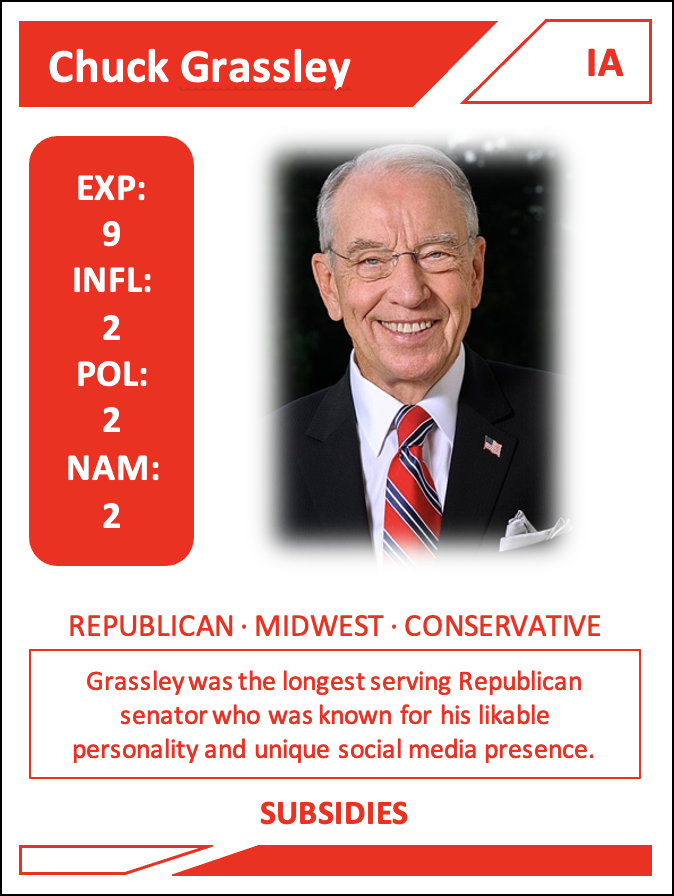 Chuck Grassley
IA
EXP:
9
INFL:
2
POL:
2
NAM:
2
REPUBLICAN · MIDWEST · CONSERVATIVE
Grassley was the longest serving Republican
senator who was known for his likable
personality and unique social media presence.
SUBSIDIES